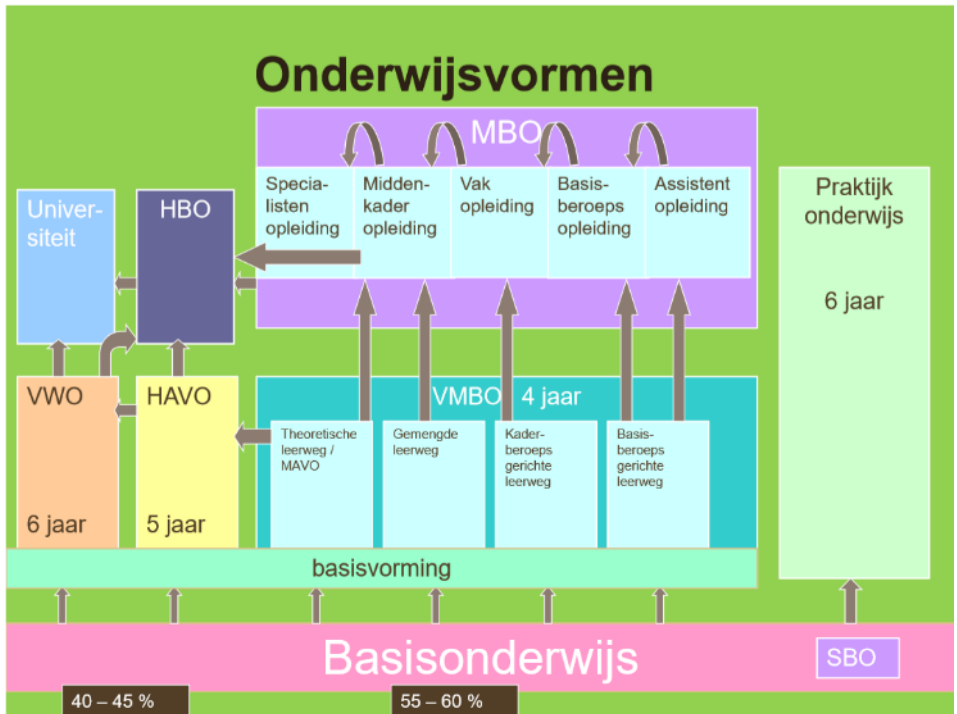 Onderwijsvormen
MBO
Specia-
listen
opleiding
Midden-
kader
opleiding
Vak
opleiding
Basis-
beroeps
opleiding
Assistent
opleiding
Praktijk
onderwijs
6 jaar
Univer-
siteit
HBO
VWO
6 jaar
HAVO
5 jaar
VMBO 4 jaar
Theoretische
leerweg /
MAVO
Gemengde
leerweg
Kader-
beroeps
gerichte
leerweg
Basis-
beroeps
gerichte
leerweg
basisvorming
Basisonderwijs
SBO
40 – 45 %
55 – 60 %